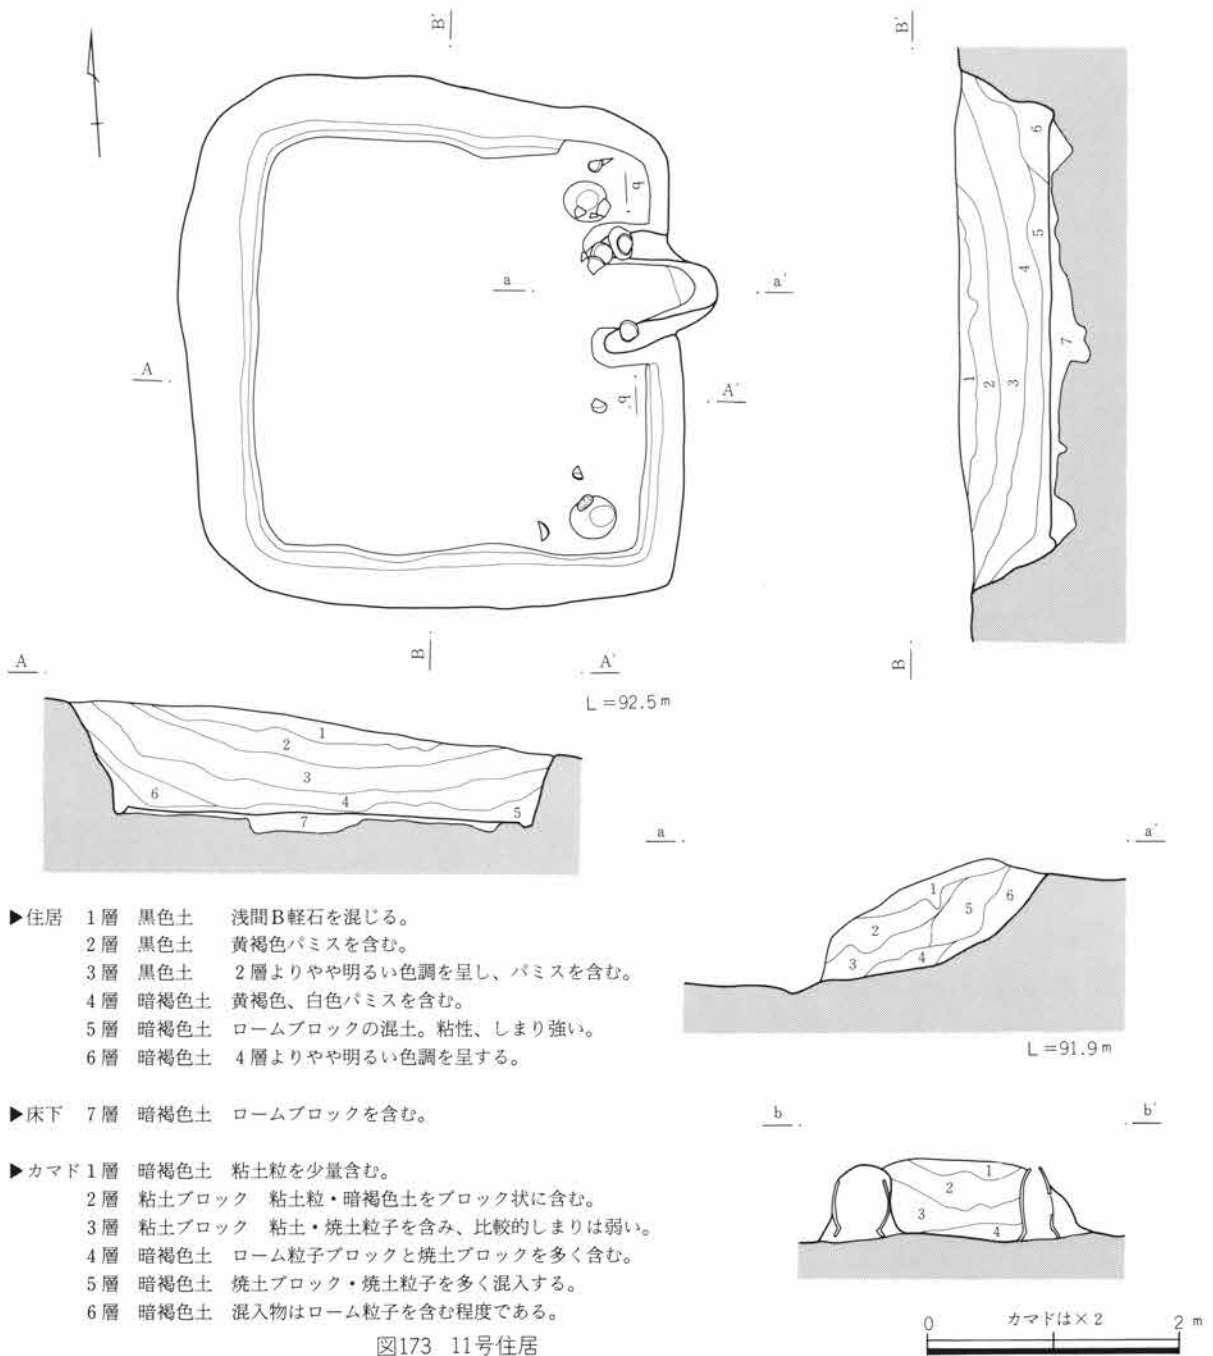 B'
B'
b
a
a'
A
A'
b
6
5
4
7
1
2
3
B
B
A
A'
L=92.5m
1
2
3
6
4
5
7
a
a'
1
6
5
2
4
3
L=91.9m
▶住居 1層 黒色土 浅間B軽石を混じる。
2層 黒色土 黄褐色パミスを含む。
3層 黒色土 2層よりやや明るい色調を呈し、パミスを含む。
4層 暗褐色土 黄褐色、白色パミスを含む。
5層 暗褐色土 ロームブロックの混土。粘性、しまり強い。
6層 暗褐色土 4層よりやや明るい色調を呈する。
▶床下 7層 暗褐色土 ロームブロックを含む。
▶カマド 1層 暗褐色土 粘土粒を少量含む。
2層 粘土ブロック 粘土粒・暗褐色土をブロック状に含む。
3層 粘土ブロック 粘土・焼土粒子を含み、比較的しまりは弱い。
4層 暗褐色土 ローム粒子ブロックと焼土ブロックを多く含む。
5層 暗褐色土 焼土ブロック・焼土粒子を多く混入する。
6層 暗褐色土 混入物はローム粒子を含む程度である。
b
b'
1
2
3
4
0 カマドは×2 2 m
図173 11号住居